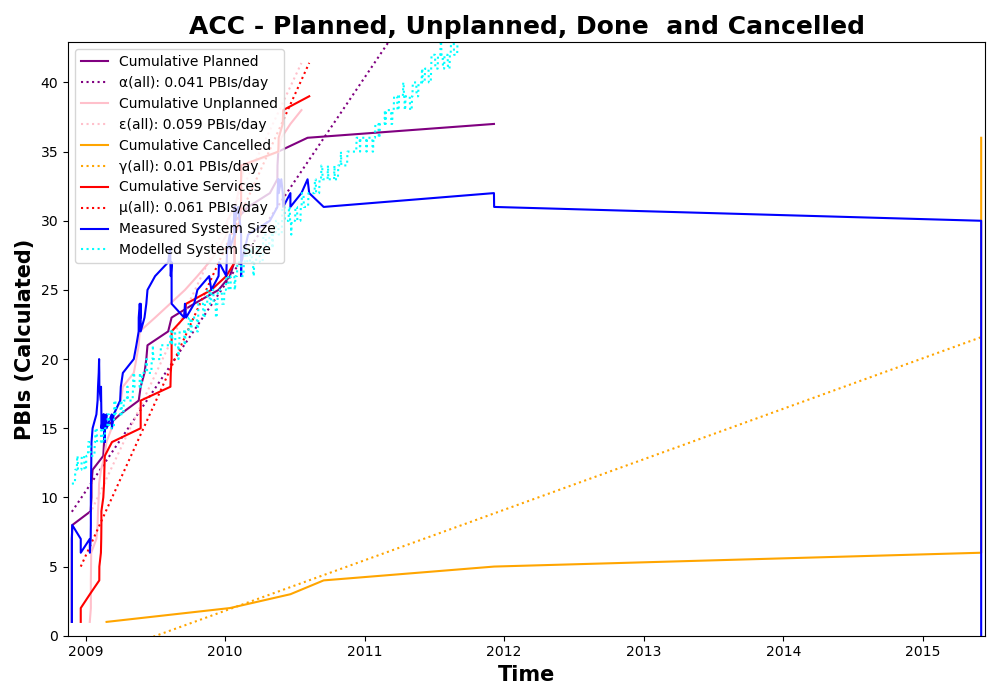 ACC - Planned, Unplanned, Done  and Cancelled
PBIs (Calculated)
40
35
30
25
20
15
10
5
0
Cumulative Planned
α(all): 0.041 PBIs/day
Cumulative Unplanned
ε(all): 0.059 PBIs/day
Cumulative Cancelled
γ(all): 0.01 PBIs/day
Cumulative Services
μ(all): 0.061 PBIs/day
Measured System Size
Modelled System Size
2009 2010 2011 2012 2013 2014 2015
Time